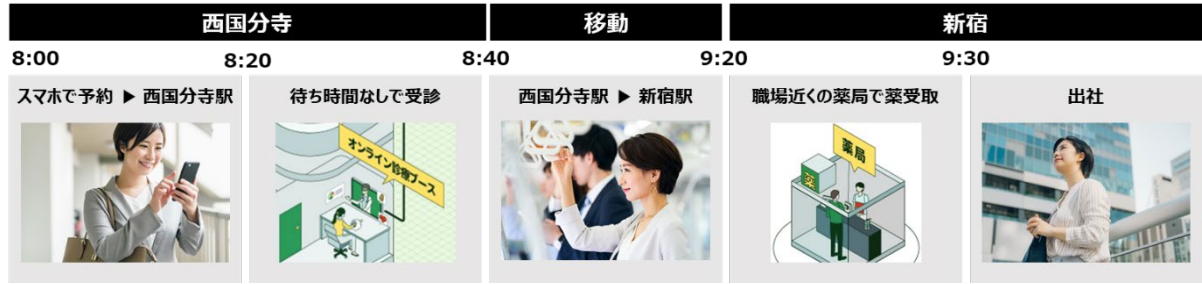 西国分寺
移動
新宿
8:00
8:20
8:40
9:20
9:30
スマホで予約 ▶ 西国分寺駅
待ち時間なしで受診
西国分寺駅 ▶ 新宿駅
職場近くの薬局で薬受取
出社
オンライン診療ブース
薬局
薬